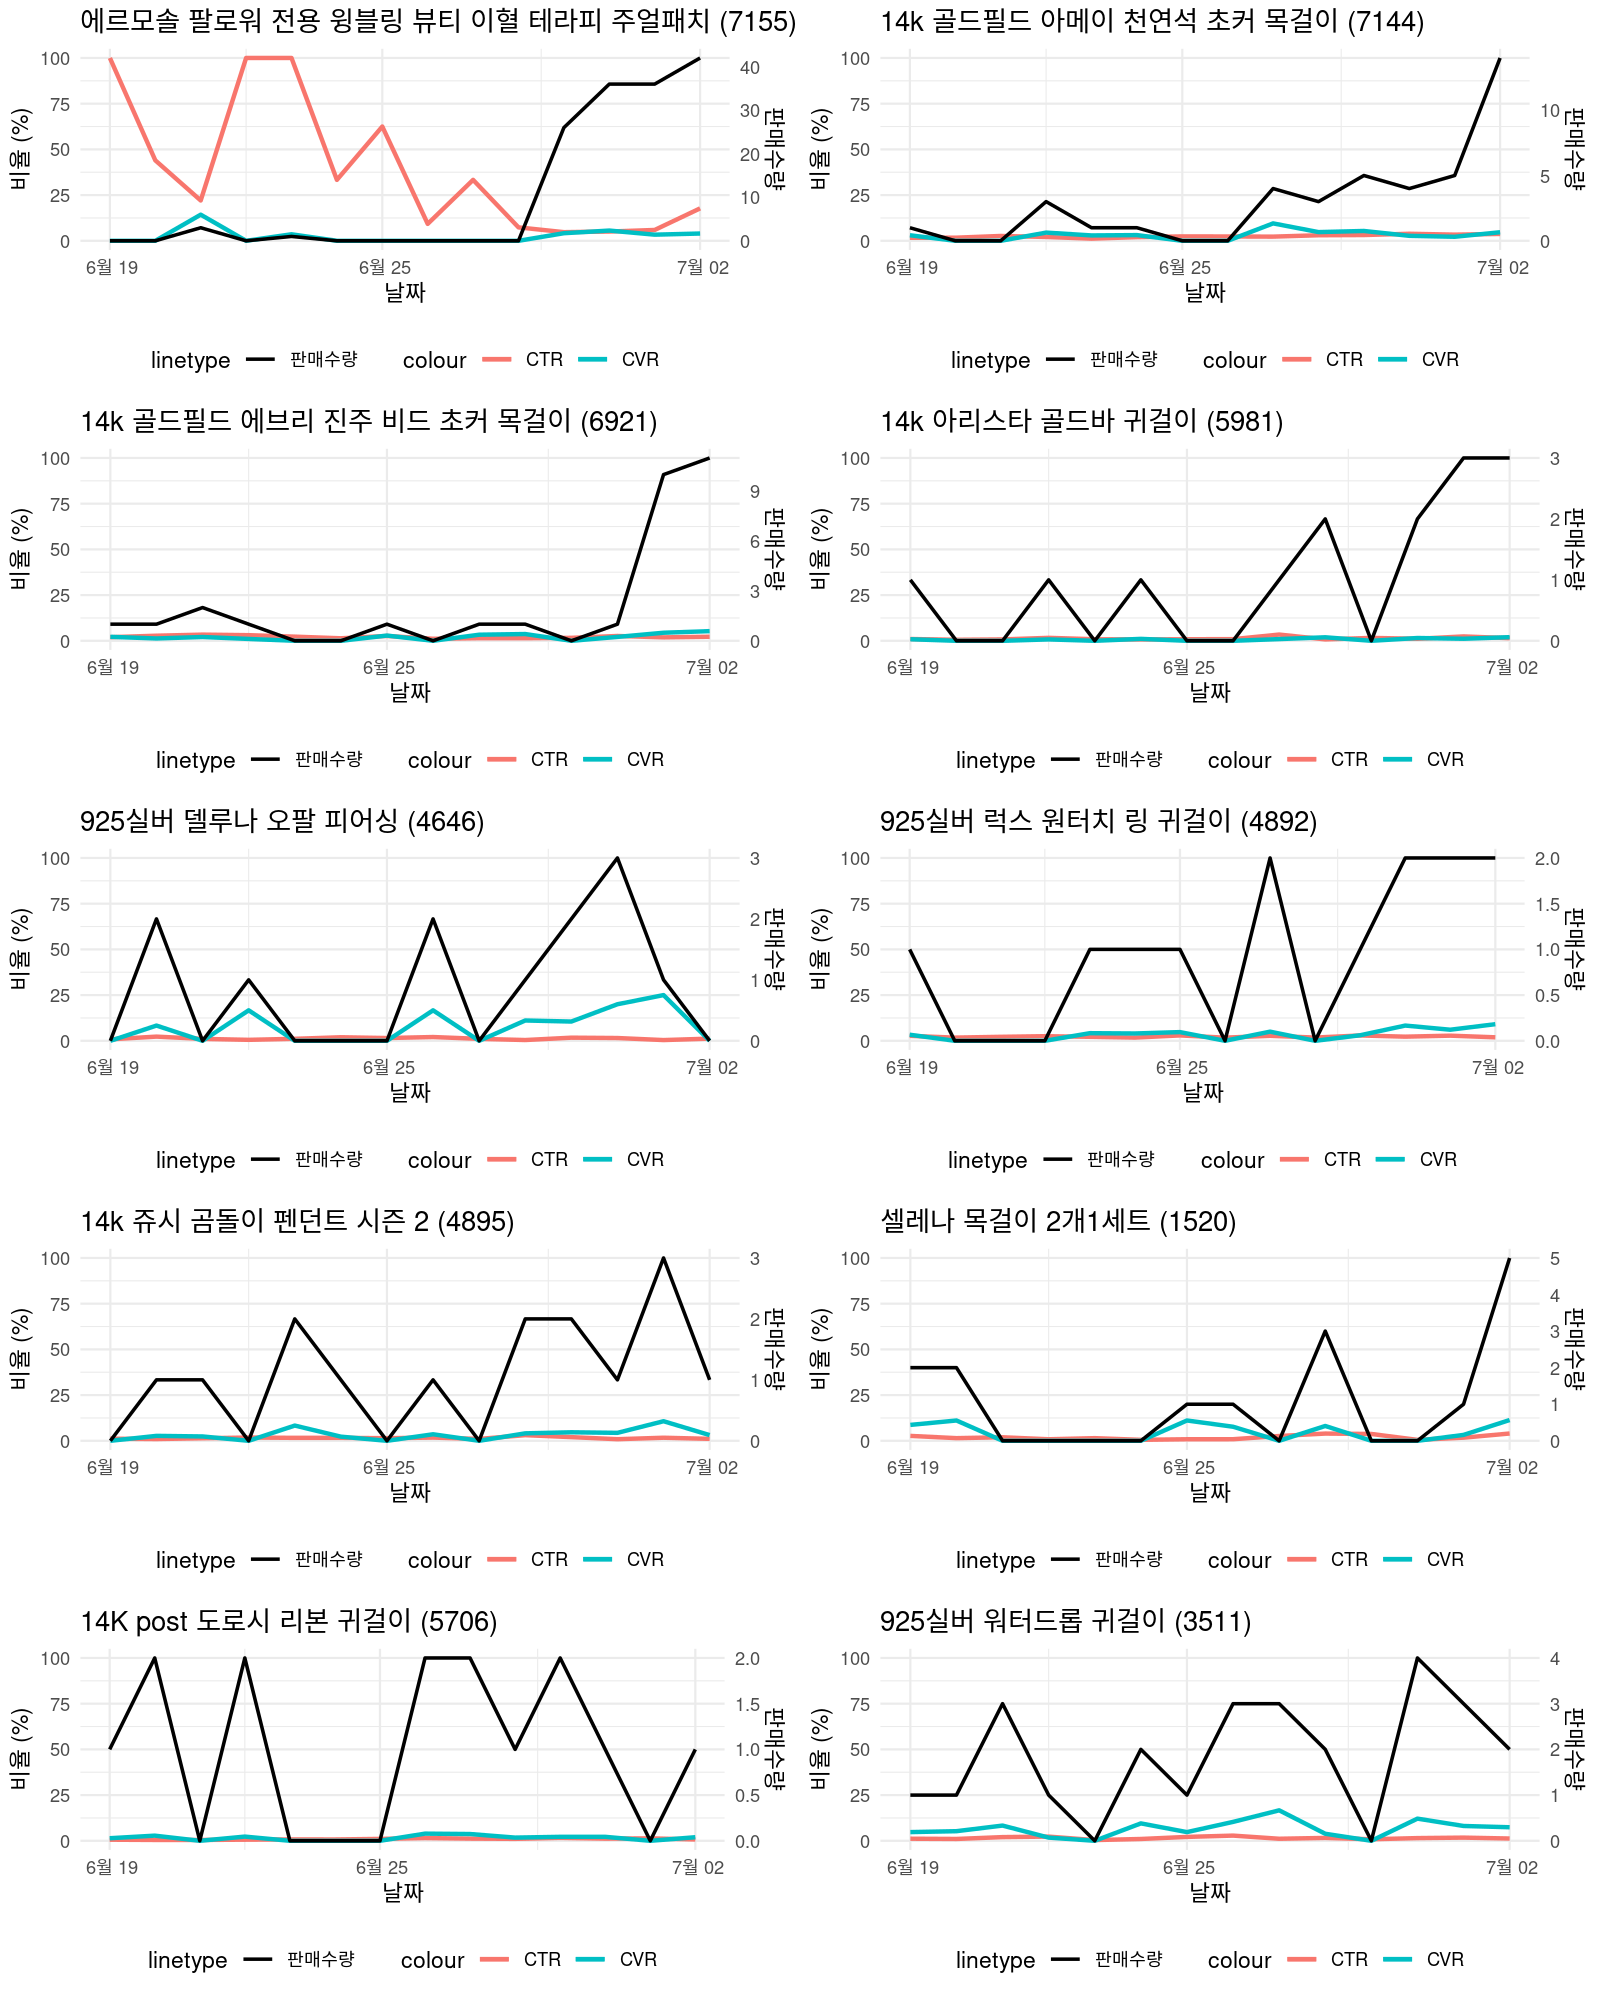 에르모솔 팔로워 전용 윙블링 뷰티 이혈 테라피 주얼패치 (7155)
비율 (%)
100
75
50
25
0
40
30
20
10
0
판매수량
6월 19
6월 25
7월 02
날짜
linetype 판매수량 colour CTR CVR
14k 골드필드 아메이 천연석 초커 목걸이 (7144)
비율 (%)
100
75
50
25
0
10
5
0
판매수량
6월 19
6월 25
7월 02
날짜
linetype 판매수량 colour CTR CVR
14k 골드필드 에브리 진주 비드 초커 목걸이 (6921)
비율 (%)
100
75
50
25
0
9
6
3
0
판매수량
6월 19
6월 25
7월 02
날짜
linetype 판매수량 colour CTR CVR
14k 아리스타 골드바 귀걸이 (5981)
비율 (%)
100
75
50
25
0
3
2
1
0
판매수량
6월 19
6월 25
7월 02
날짜
linetype 판매수량 colour CTR CVR
925실버 델루나 오팔 피어싱 (4646)
비율 (%)
100
75
50
25
0
3
2
1
0
판매수량
6월 19
6월 25
7월 02
날짜
linetype 판매수량 colour CTR CVR
925실버 럭스 원터치 링 귀걸이 (4892)
비율 (%)
100
75
50
25
0
2.0
1.5
1.0
0.5
0.0
판매수량
6월 19
6월 25
7월 02
날짜
linetype 판매수량 colour CTR CVR
14k 쥬시 곰돌이 펜던트 시즌 2 (4895)
비율 (%)
100
75
50
25
0
3
2
1
0
판매수량
6월 19
6월 25
7월 02
날짜
linetype 판매수량 colour CTR CVR
셀레나 목걸이 2개1세트 (1520)
비율 (%)
100
75
50
25
0
5
4
3
2
1
0
판매수량
6월 19
6월 25
7월 02
날짜
linetype 판매수량 colour CTR CVR
14K post 도로시 리본 귀걸이 (5706)
비율 (%)
100
75
50
25
0
2.0
1.5
1.0
0.5
0.0
판매수량
6월 19
6월 25
7월 02
날짜
linetype 판매수량 colour CTR CVR
925실버 워터드롭 귀걸이 (3511)
비율 (%)
100
75
50
25
0
4
3
2
1
0
판매수량
6월 19
6월 25
7월 02
날짜
linetype 판매수량 colour CTR CVR